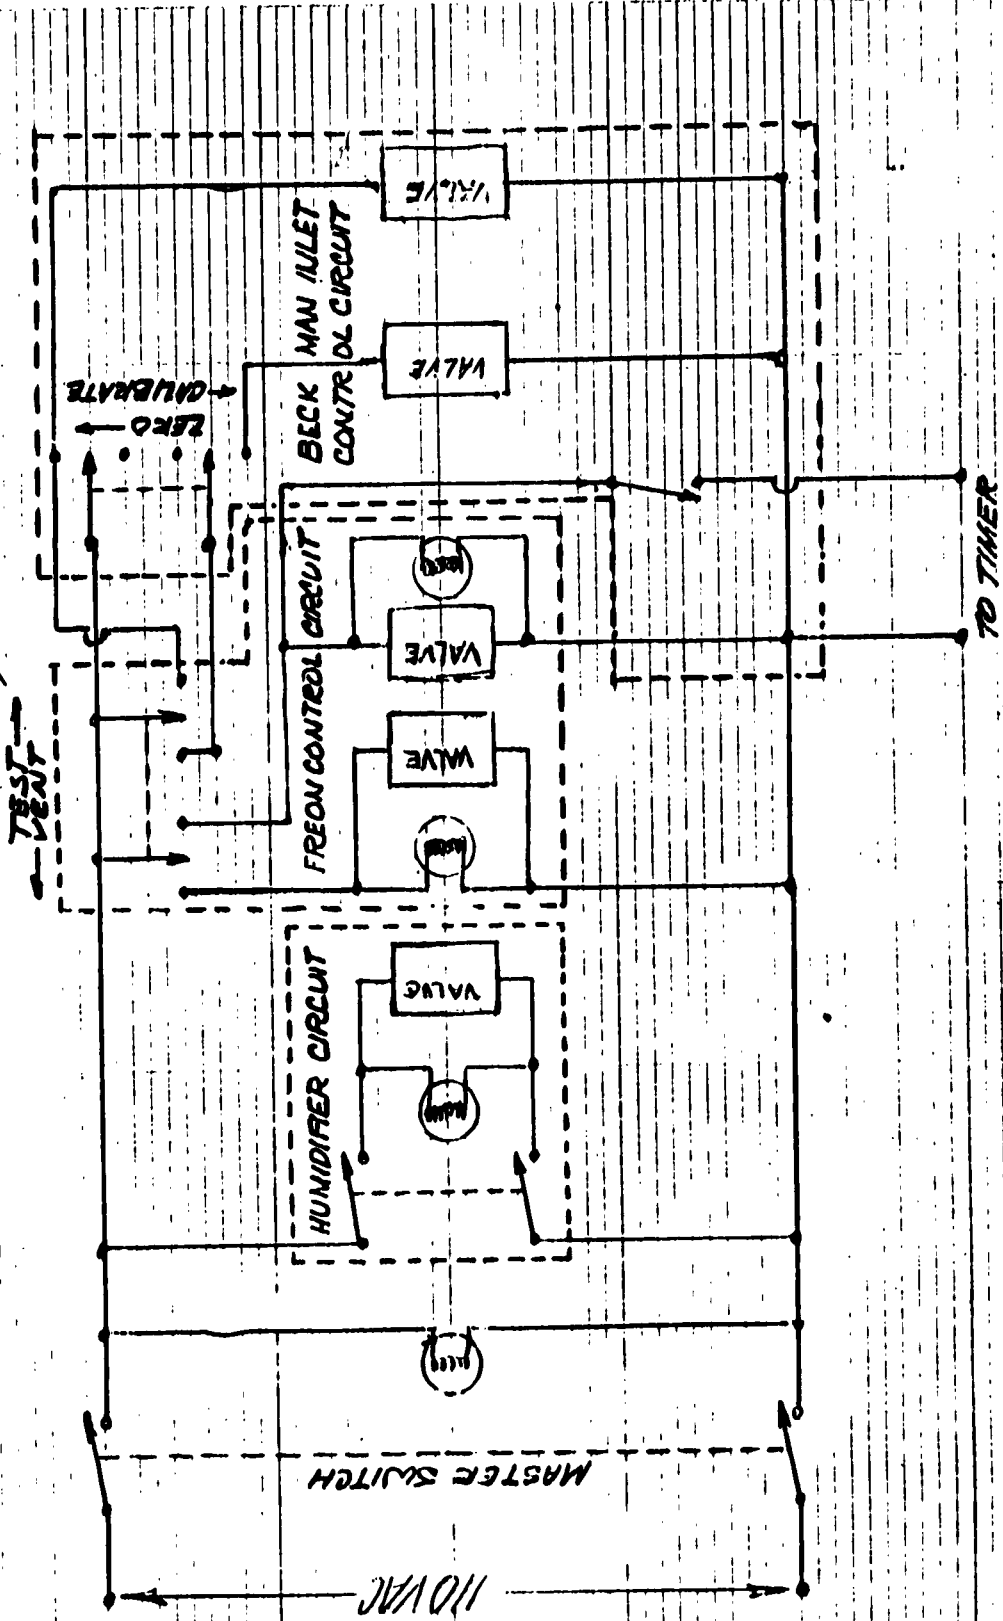 BECK MAN INLET
CONTROL CIRCUIT
VALVE
VALVE
CALIBRATE
ZERO
TO TIMER
TEST
VENT
FREON CONTROL CIRCUIT
VALVE
VALVE
HUMIDIFIER CIRCUIT
VALVE
MASTER SWITCH
110 VAC